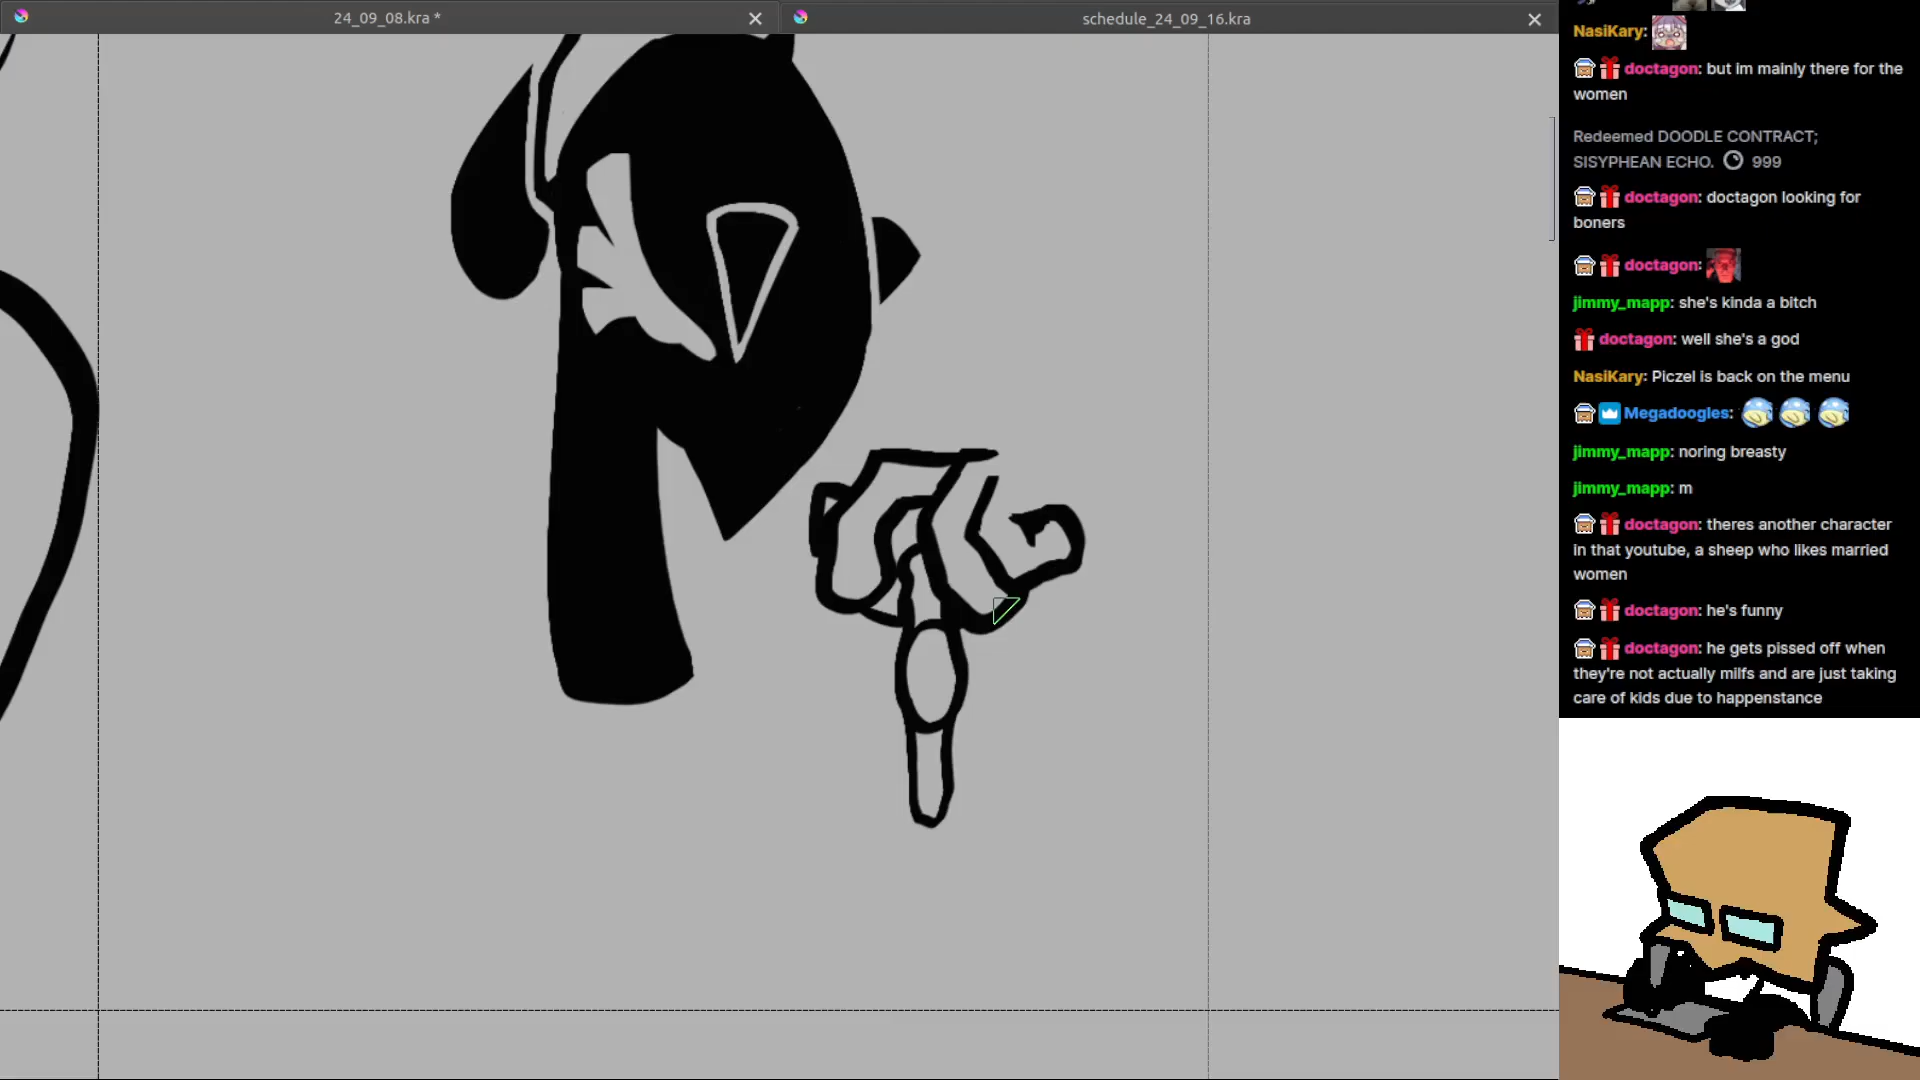 24_09_08.kra *
schedule_24_09_16.kra
NasiKary:
doctagon: but im mainly there for the
women
Redeemed DOODLE CONTRACT;
SISYPHEAN ECHO. 999
doctagon: doctagon looking for
boners
doctagon:
jimmy_mapp: she's kinda a bitch
doctagon: well she's a god
NasiKary: Piczel is back on the menu
Megadoogles:
jimmy_mapp: noring breasty
jimmy_mapp: m
doctagon: theres another character
in that youtube, a sheep who likes married
women
doctagon: he's funny
doctagon: he gets pissed off when
they're not actually milfs and are just taking
care of kids due to happenstance